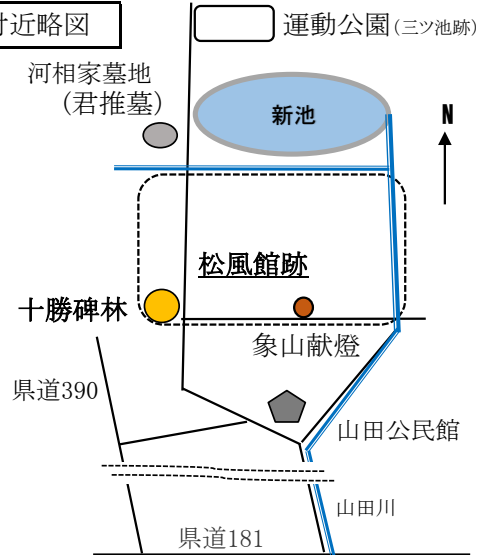 付近略図
運動公園(三ツ池跡)
河相家墓地
(君推墓)
新池
N
松風館跡
十勝碑林
象山献燈
県道390
山田公民館
山田川
県道181